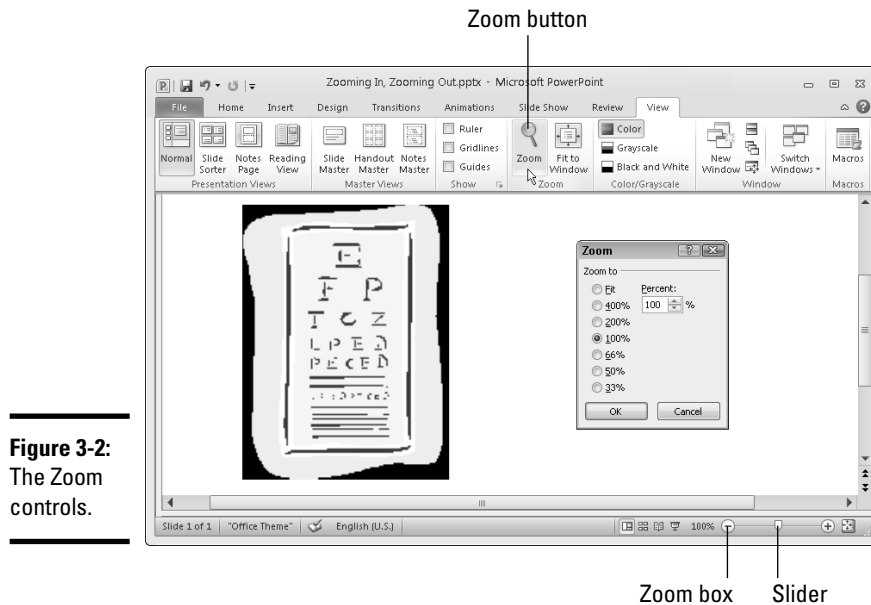 Zoom button
Zooming In, Zooming Out.pptx - Microsoft PowerPoint
File Home Insert Design Transitions Animations Slide Show Review View
Normal Slide Sorter Notes Page Reading View
Presentation Views
Slide Master Handout Master Notes Master
Master Views
Ruler
Gridlines
Guides
Show
Zoom Fit to Window
Zoom
Color
Grayscale
Black and White
Color/Grayscale
New Window Switch Windows
Window
Macros
Macros
E
F P
T C Z
L P E D
P E C F D
Zoom
Zoom to
Fit Percent:
400% 100 %
200%
100%
66%
50%
33%
OK Cancel
Figure 3-2:
The Zoom
controls.
Slide 1 of 1 "Office Theme" English (U.S.) 100%
Zoom box Slider